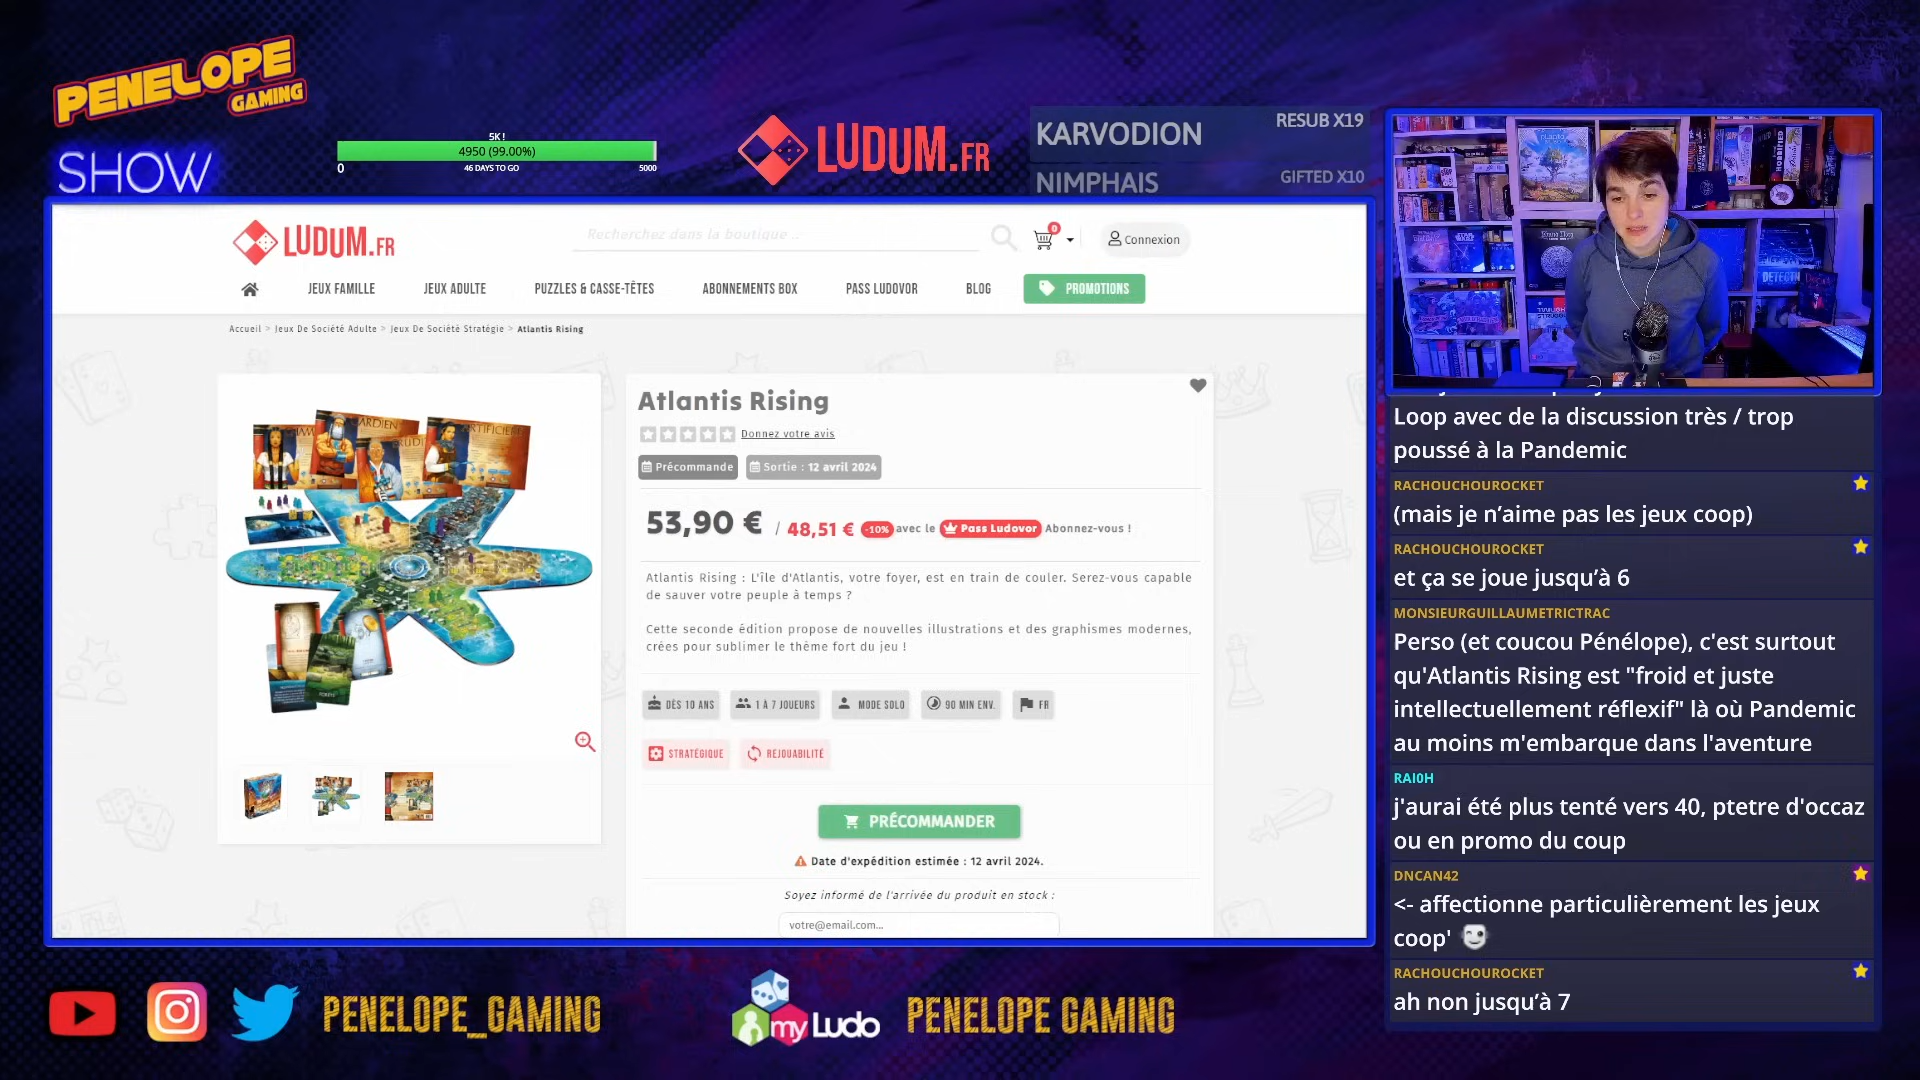 PENELOPE
GAMING
SHOW
5K !
4950 (99.00%)
0
46 DAYS TO GO
5000
LUDUM.FR
KARVODION
RESUB X19
NIMPHAIS
GIFTED X10
LUDUM.FR
Recherchez dans la boutique ...
0
Connexion
JEUX FAMILLE
JEUX ADULTE
PUZZLES & CASSE-TÊTES
ABONNEMENTS BOX
PASS LUDOVOR
BLOG
PROMOTIONS
Accueil > Jeux De Société Adulte > Jeux De Société Stratégie > Atlantis Rising
Atlantis Rising
Donnez votre avis
Précommande
Sortie : 12 avril 2024
53,90 € / 48,51 € -10% avec le Pass Ludovor Abonnez-vous !
Atlantis Rising : L'île d'Atlantis, votre foyer, est en train de couler. Serez-vous capable
de sauver votre peuple à temps ?
Cette seconde édition propose de nouvelles illustrations et des graphismes modernes,
crées pour sublimer le thème fort du jeu !
DÈS 10 ANS
1 À 7 JOUEURS
MODE SOLO
90 MIN ENV.
FR
STRATÉGIQUE
REJOUABILITÉ
PRÉCOMMANDER
Date d'expédition estimée : 12 avril 2024.
Soyez informé de l'arrivée du produit en stock :
votre@email.com...
Loop avec de la discussion très / trop
poussé à la Pandemic
RACHOUCHOUROCKET
(mais je n’aime pas les jeux coop)
RACHOUCHOUROCKET
et ça se joue jusqu’à 6
MONSIEURGUILLAUMETRICTRAC
Perso (et coucou Pénélope), c'est surtout
qu'Atlantis Rising est "froid et juste
intellectuellement réflexif" là où Pandemic
au moins m'embarque dans l'aventure
RAI0H
j'aurai été plus tenté vers 40, ptetre d'occaz
ou en promo du coup
DNCAN42
<- affectionne particulièrement les jeux
coop'
RACHOUCHOUROCKET
ah non jusqu’à 7
PENELOPE_GAMING
myLudo
PENELOPE GAMING